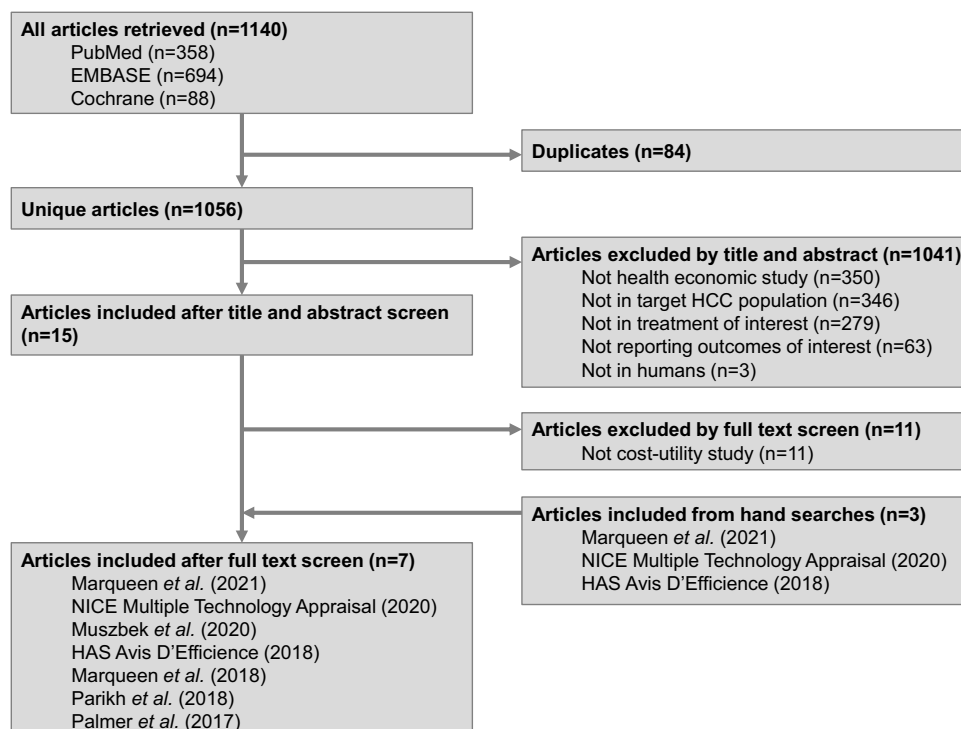 All articles retrieved (n=1140)
PubMed (n=358)
EMBASE (n=694)
Cochrane (n=88)
Duplicates (n=84)
Unique articles (n=1056)
Articles excluded by title and abstract (n=1041)
Not health economic study (n=350)
Not in target HCC population (n=346)
Not in treatment of interest (n=279)
Not reporting outcomes of interest (n=63)
Not in humans (n=3)
Articles included after title and abstract screen
(n=15)
Articles excluded by full text screen (n=11)
Not cost-utility study (n=11)
Articles included from hand searches (n=3)
Marqueen et al. (2021)
NICE Multiple Technology Appraisal (2020)
HAS Avis D’Efficience (2018)
Articles included after full text screen (n=7)
Marqueen et al. (2021)
NICE Multiple Technology Appraisal (2020)
Muszbek et al. (2020)
HAS Avis D’Efficience (2018)
Marqueen et al. (2018)
Parikh et al. (2018)
Palmer et al. (2017)